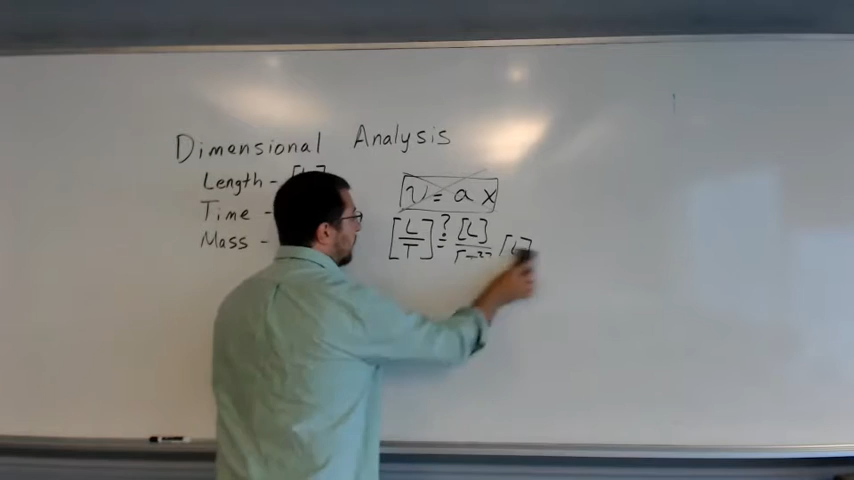 Dimensional Analysis
Length -
Time -
Mass -
v = a x
[L/T] ≟ [L]/[T²] [L]